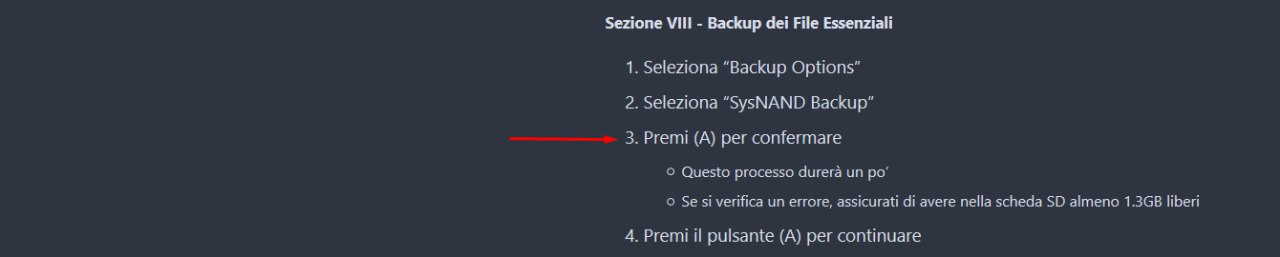 Sezione VIII - Backup dei File Essenziali
1. Seleziona “Backup Options”
2. Seleziona “SysNAND Backup”
3. Premi (A) per confermare
Questo processo durerà un po’
Se si verifica un errore, assicurati di avere nella scheda SD almeno 1.3GB liberi
4. Premi il pulsante (A) per continuare